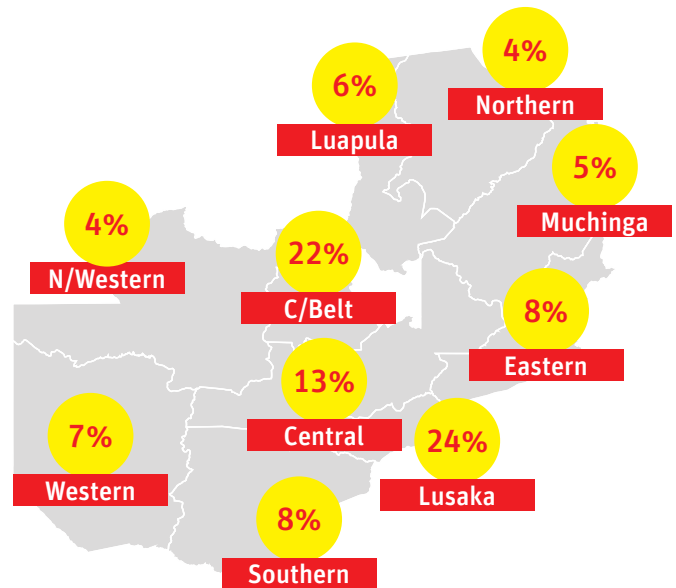 4%
Northern
6%
Luapula
5%
Muchinga
4%
N/Western
22%
C/Belt
8%
Eastern
13%
Central
7%
Western
24%
Lusaka
8%
Southern